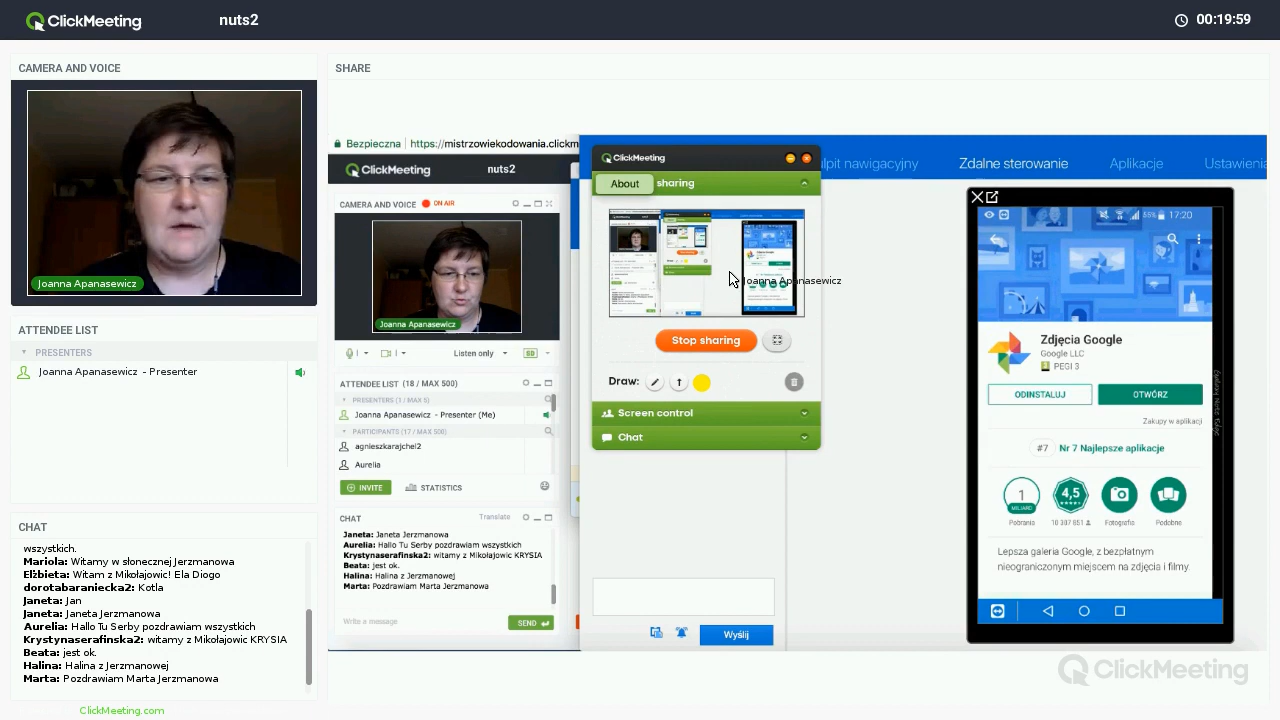 ClickMeeting
nuts2
00:19:59
CAMERA AND VOICE
Joanna Apanasewicz
ATTENDEE LIST
PRESENTERS
Joanna Apanasewicz - Presenter
CHAT
wszystkich.
Mariola: Witamy w słonecznej Jerzmanowa
Elżbieta: Witam z Mikołajowic! Ela Diogo
dorotabaraniecka2: Kotla
Janeta: Jan
Janeta: Janeta Jerzmanowa
Aurelia: Hallo Tu Serby pozdrawiam wszystkich
Krystynaserafinska2: witamy z Mikołajowic KRYSIA
Beata: jest ok.
Halina: Halina z Jerzmanowej
Marta: Pozdrawiam Marta Jerzmanowa
ClickMeeting.com
SHARE
Bezpieczna https://mistrzowiekodowania.clickm
ClickMeeting
nuts2
CAMERA AND VOICE ON AIR
Joanna Apanasewicz
Listen only
SD
ATTENDEE LIST (18 / MAX 500)
PRESENTERS (1 / MAX 5)
Joanna Apanasewicz - Presenter (Me)
PARTICIPANTS (17 / MAX 500)
agnieszkarajchel2
Aurelia
INVITE
STATISTICS
CHAT
Translate
Janeta: Janeta Jerzmanowa
Aurelia: Hallo Tu Serby pozdrawiam wszystkich
Krystynaserafinska2: witamy z Mikołajowic KRYSIA
Beata: jest ok.
Halina: Halina z Jerzmanowej
Marta: Pozdrawiam Marta Jerzmanowa
Write a message
SEND
ClickMeeting
About
sharing
Joanna Apanasewicz
Stop sharing
Draw:
Screen control
Chat
Wyślij
ulpit nawigacyjny
Zdalne sterowanie
Aplikacje
Ustawienia
55% 17:20
Zdjęcia Google
Google LLC
PEGI 3
ODINSTALUJ
OTWÓRZ
Zakupy w aplikacji
#7 Nr 7 Najlepsze aplikacje
1
MILIARD
4,5
Pobrania
10 307 851
Fotografia
Podobne
Lepsza galeria Google, z bezpłatnym
nieograniczonym miejscem na zdjęcia i filmy.
ClickMeeting